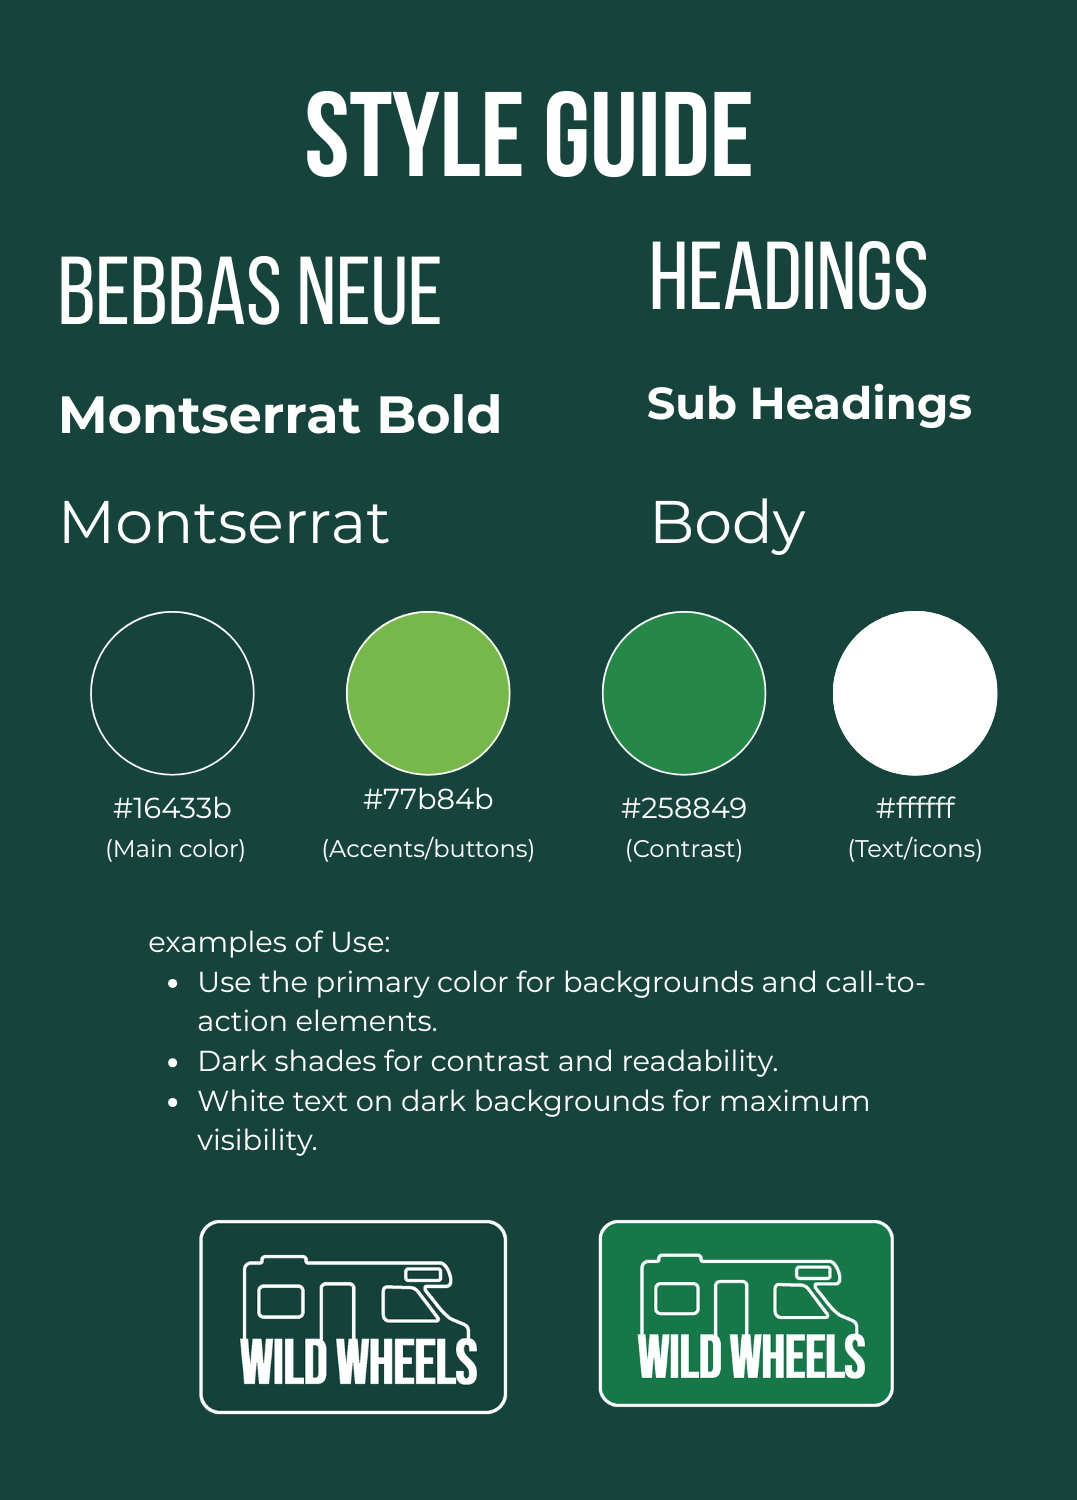 STYLE GUIDE
BEBBAS NEUE
HEADINGS
Montserrat Bold
Sub Headings
Montserrat
Body
#16433b
(Main color)
#77b84b
(Accents/buttons)
#258849
(Contrast)
#ffffff
(Text/icons)
examples of Use:
• Use the primary color for backgrounds and call-to-
action elements.
• Dark shades for contrast and readability.
• White text on dark backgrounds for maximum
visibility.
WILD WHEELS
WILD WHEELS